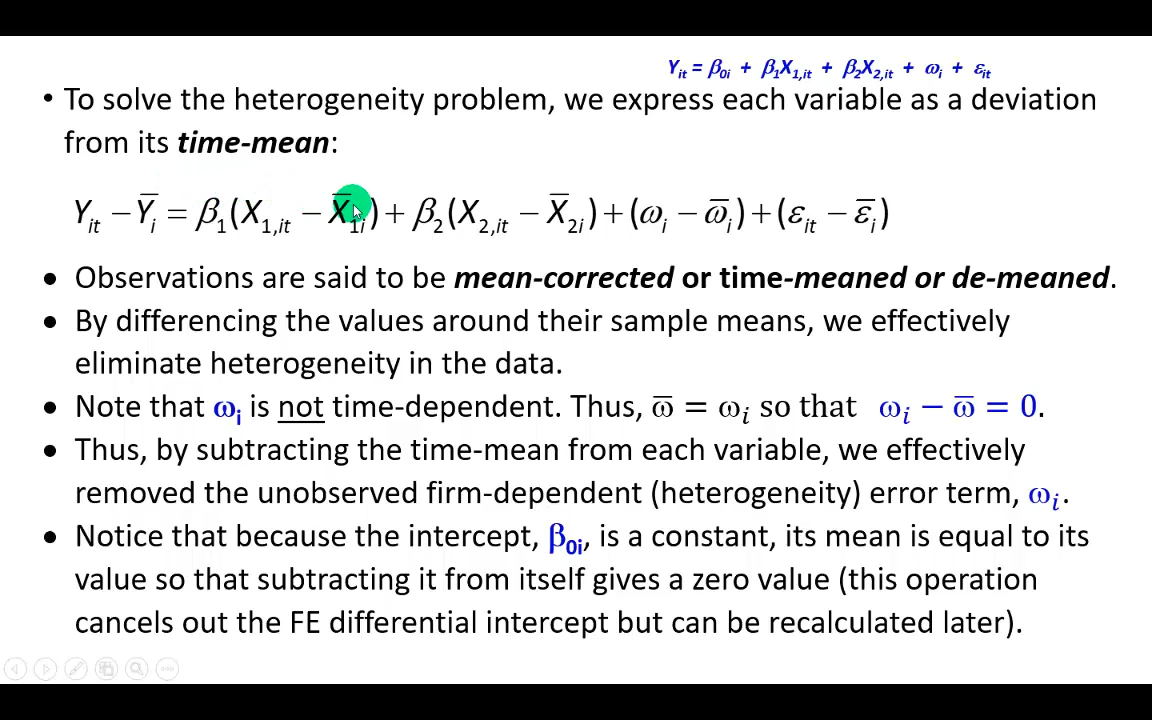 Yit = β0i + β1X1,it + β2X2,it + ωi + εit
• To solve the heterogeneity problem, we express each variable as a deviation
from its time-mean:
Yit − Y̅i = β1(X1,it − X̅1i) + β2(X2,it − X̅2i) + (ωi − ω̅i) + (εit − ε̅i)
• Observations are said to be mean-corrected or time-meaned or de-meaned.
• By differencing the values around their sample means, we effectively
eliminate heterogeneity in the data.
• Note that ωi is not time-dependent. Thus, ω̅ = ωi so that ωi − ω̅ = 0.
• Thus, by subtracting the time-mean from each variable, we effectively
removed the unobserved firm-dependent (heterogeneity) error term, ωi.
• Notice that because the intercept, β0i, is a constant, its mean is equal to its
value so that subtracting it from itself gives a zero value (this operation
cancels out the FE differential intercept but can be recalculated later).